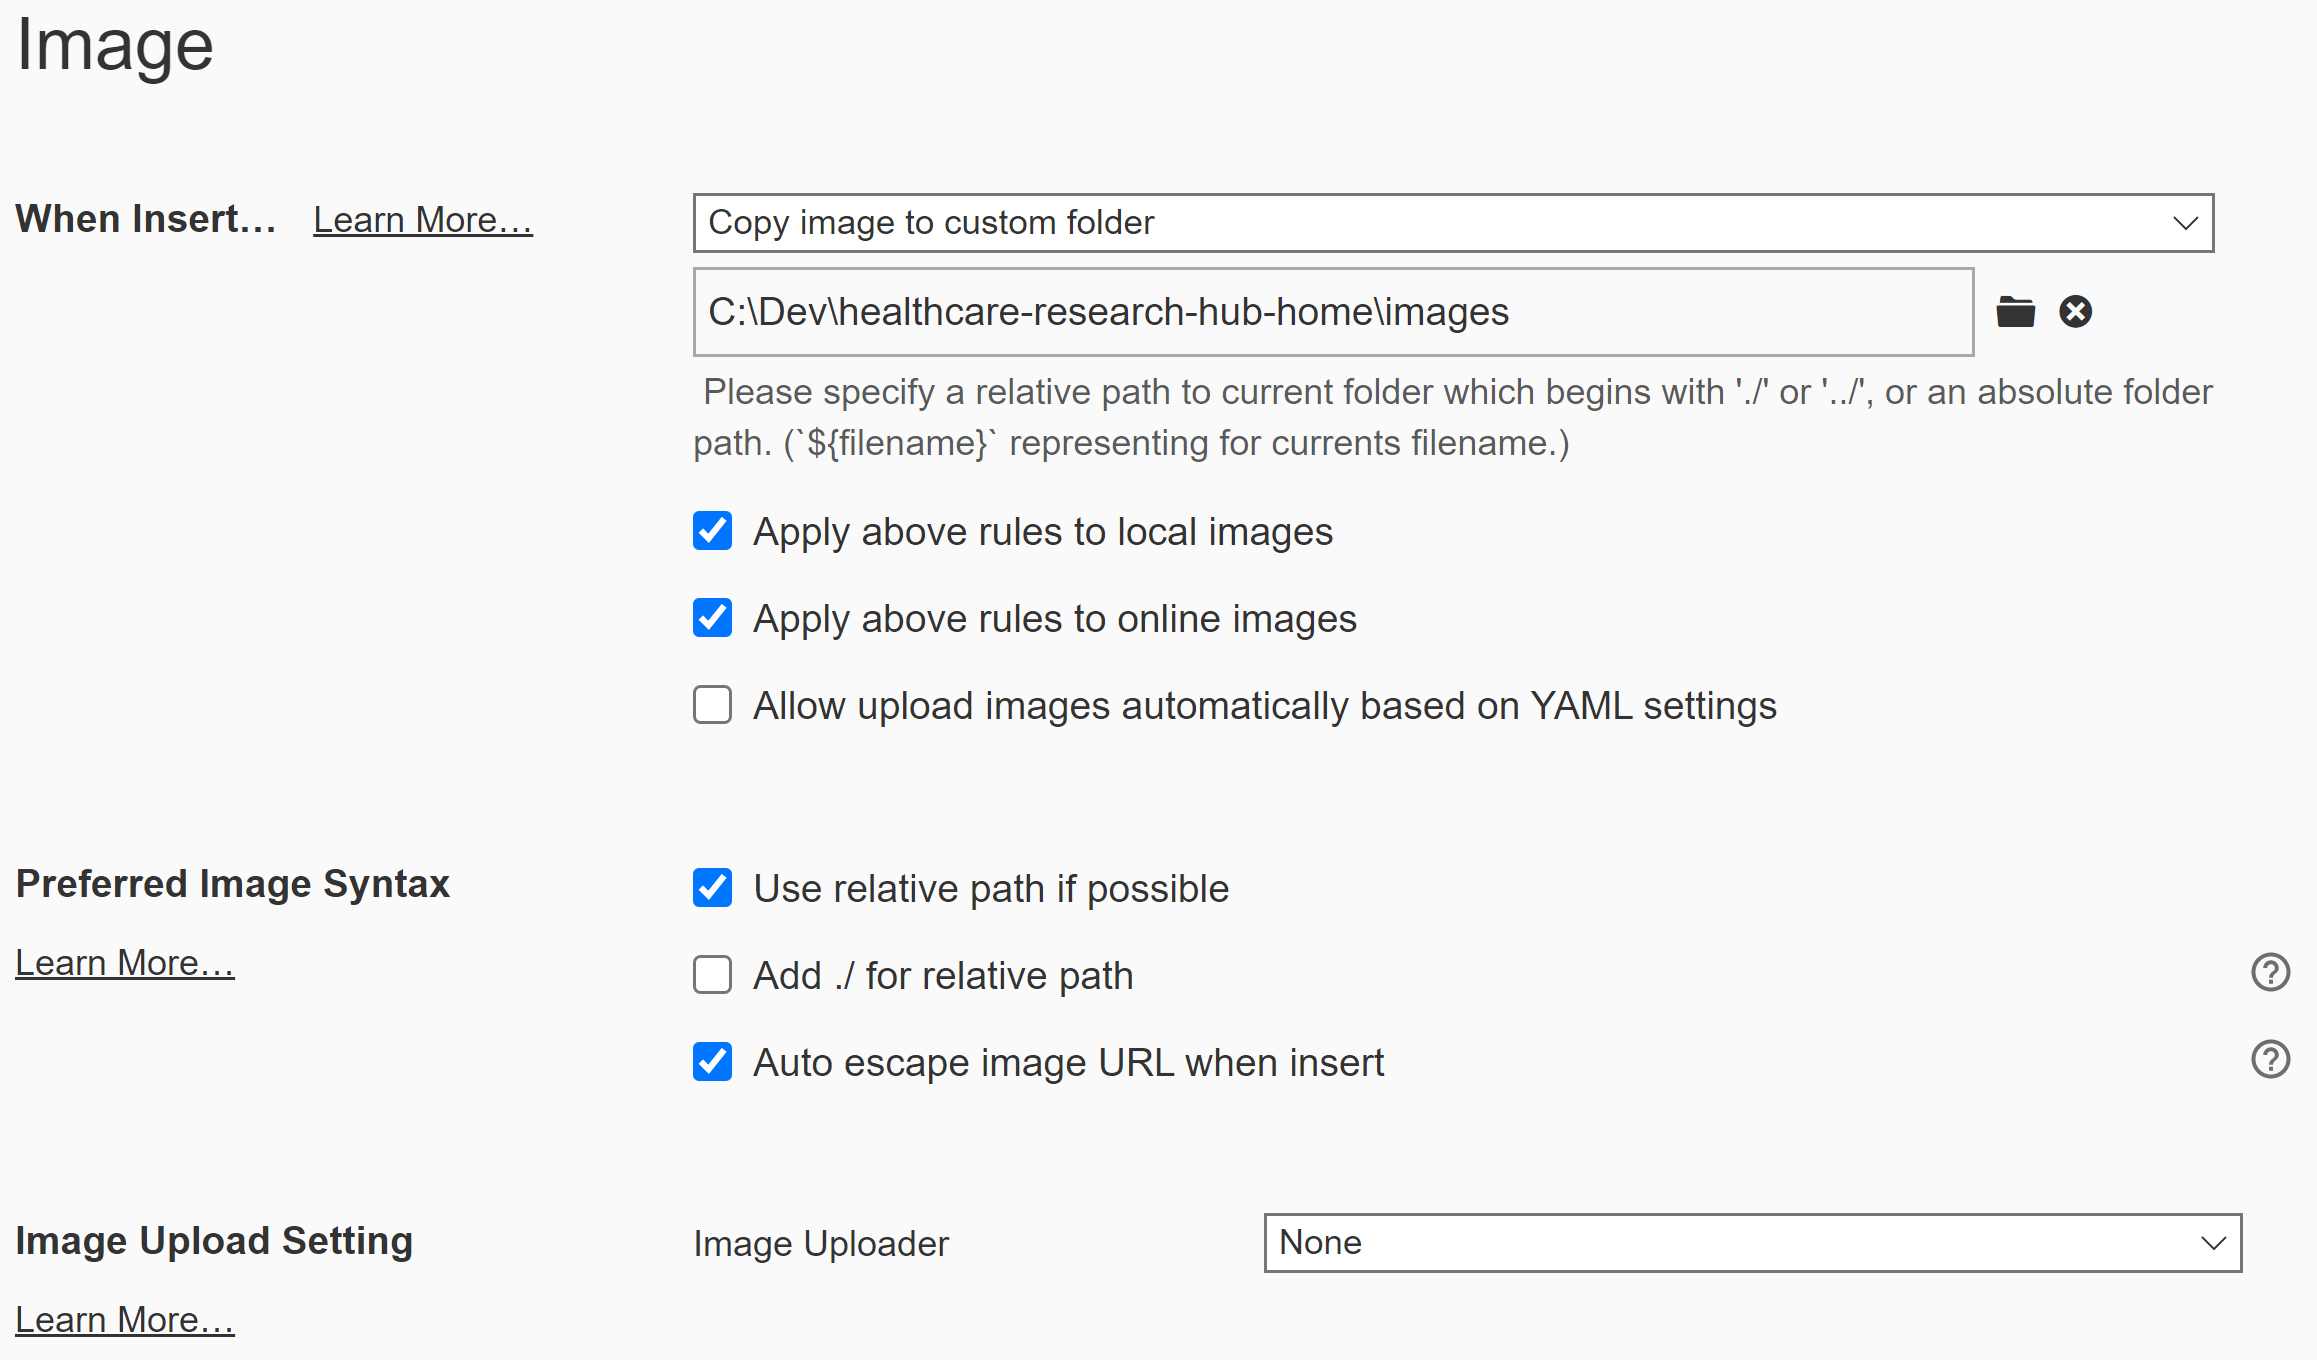 Image
When Insert... Learn More...
Copy image to custom folder
C:\Dev\healthcare-research-hub-home\images
Please specify a relative path to current folder which begins with './' or '../', or an absolute folder
path. (`${filename}` representing for currents filename.)
Apply above rules to local images
Apply above rules to online images
Allow upload images automatically based on YAML settings
Preferred Image Syntax
Learn More...
Use relative path if possible
Add ./ for relative path
Auto escape image URL when insert
Image Upload Setting
Learn More...
Image Uploader
None